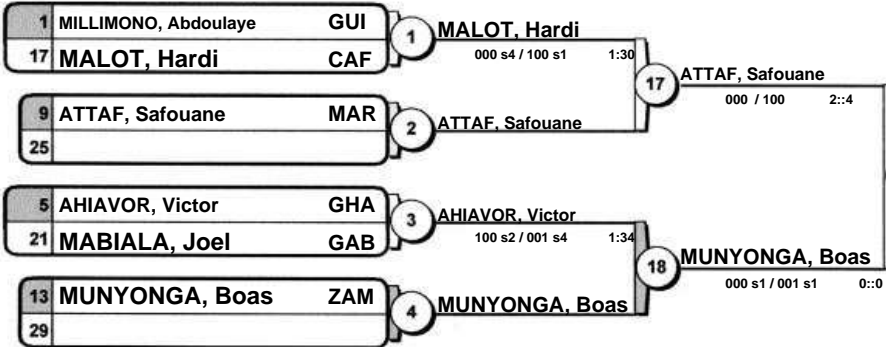 1 MILLIMONO, Abdoulaye GUI
17 MALOT, Hardi CAF
1 MALOT, Hardi
000 s4 / 100 s1 1:30
9 ATTAF, Safouane MAR
25
2 ATTAF, Safouane
17 ATTAF, Safouane
000 / 100 2::4
5 AHIAVOR, Victor GHA
21 MABIALA, Joel GAB
3 AHIAVOR, Victor
100 s2 / 001 s4 1:34
13 MUNYONGA, Boas ZAM
29
4 MUNYONGA, Boas
18 MUNYONGA, Boas
000 s1 / 001 s1 0::0